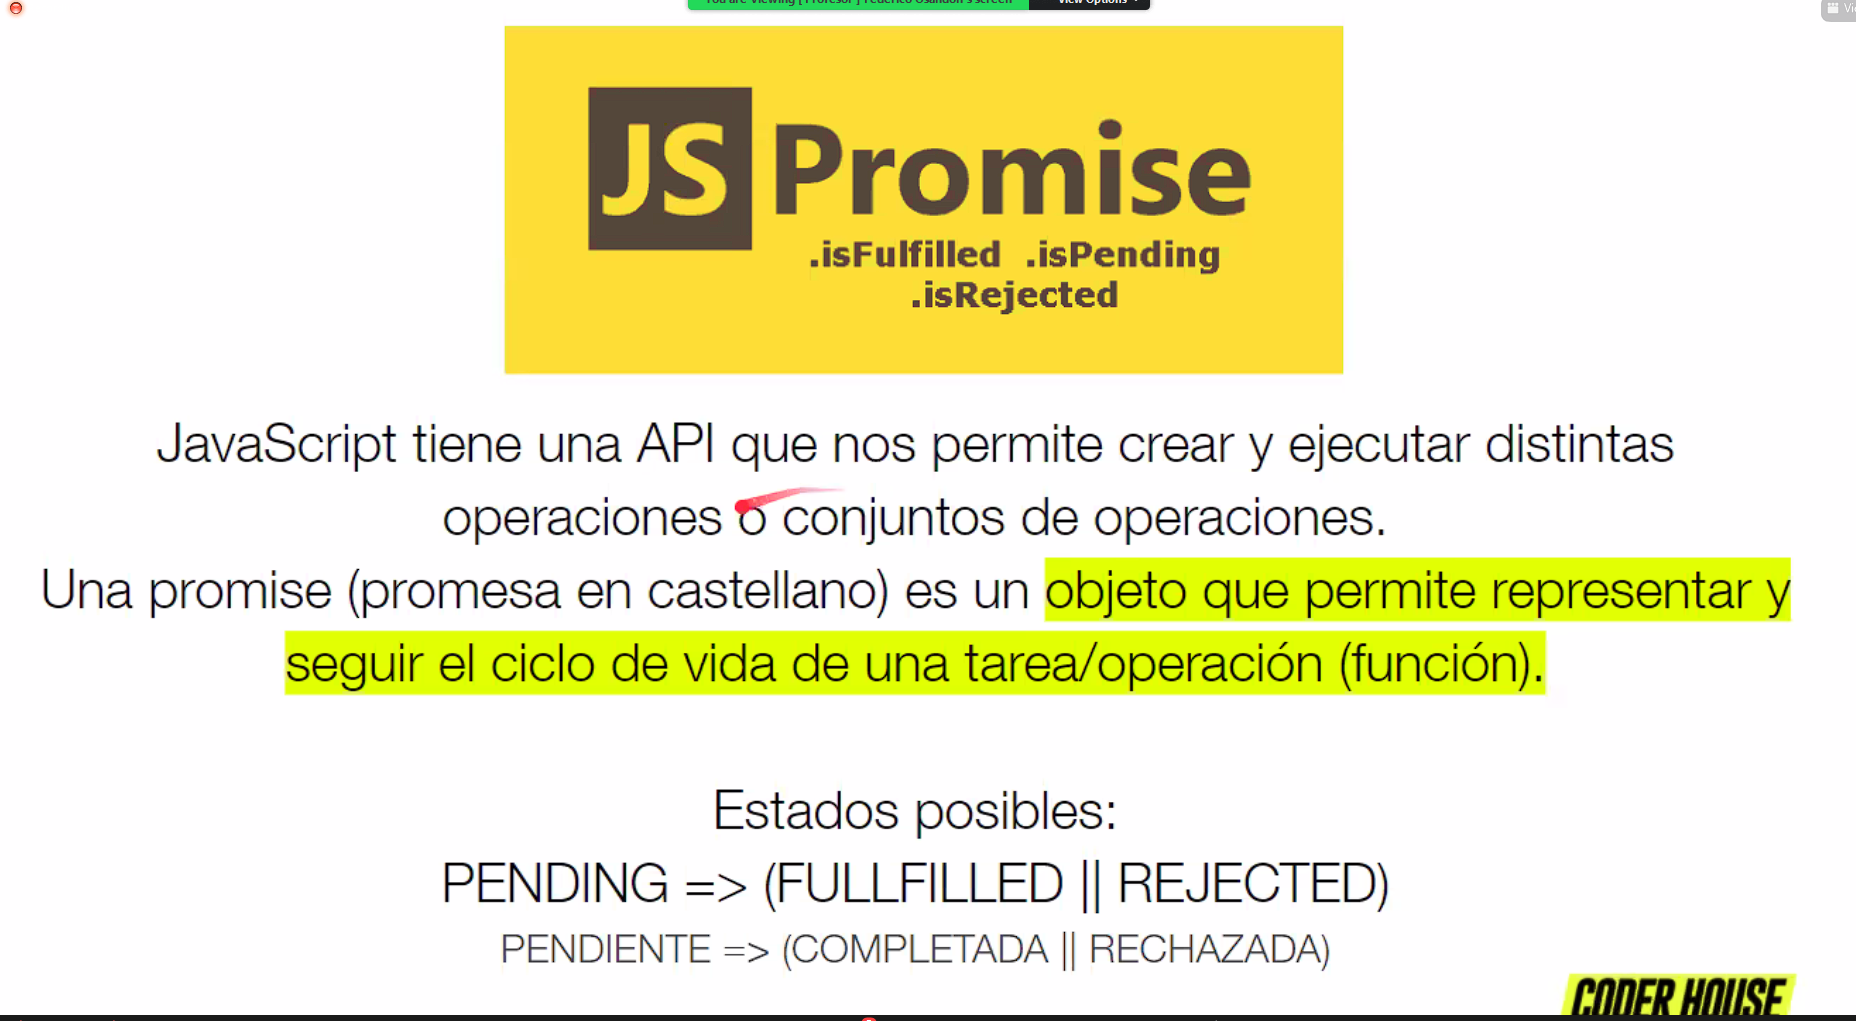 View Options
Vi
JS Promise
.isFulfilled .isPending
.isRejected
JavaScript tiene una API que nos permite crear y ejecutar distintas
operaciones o conjuntos de operaciones.
Una promise (promesa en castellano) es un objeto que permite representar y
seguir el ciclo de vida de una tarea/operación (función).
Estados posibles:
PENDING => (FULLFILLED || REJECTED)
PENDIENTE => (COMPLETADA || RECHAZADA)
CODER HOUSE